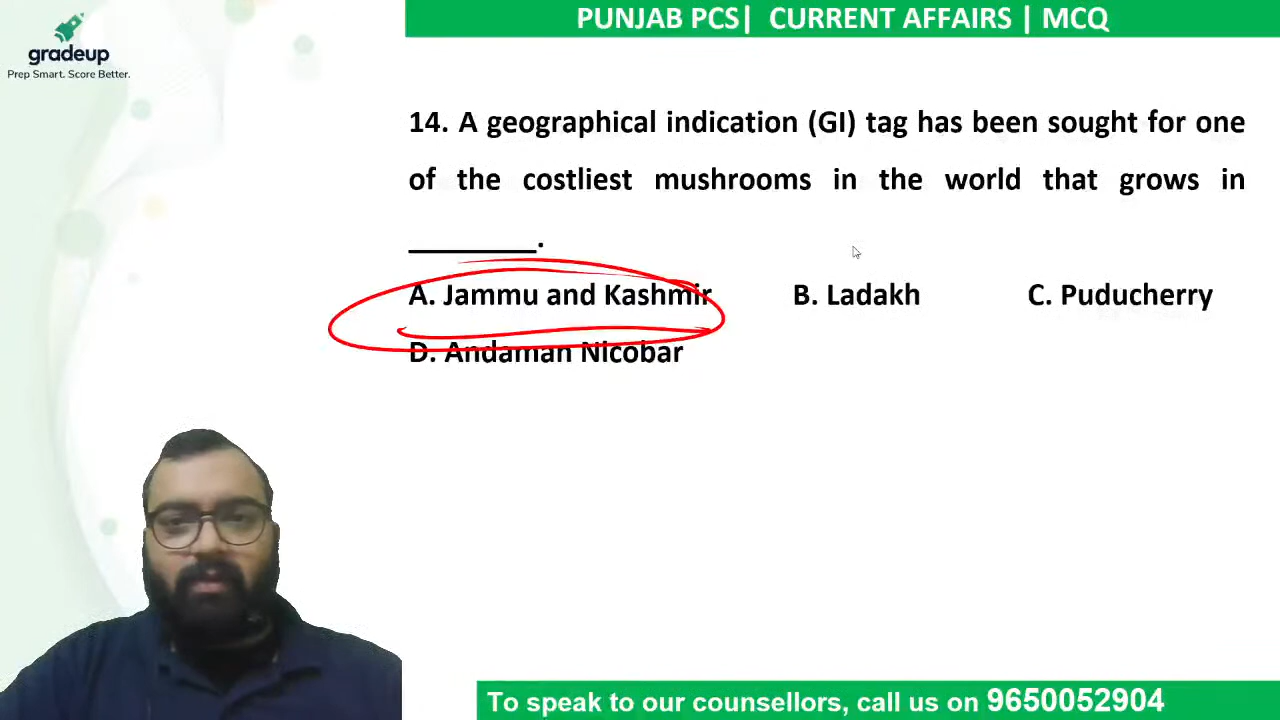 PUNJAB PCS| CURRENT AFFAIRS | MCQ
gradeup
Prep Smart. Score Better.
14. A geographical indication (GI) tag has been sought for one
of the costliest mushrooms in the world that grows in
_________.
A. Jammu and Kashmir B. Ladakh C. Puducherry
D. Andaman Nicobar
To speak to our counsellors, call us on 9650052904